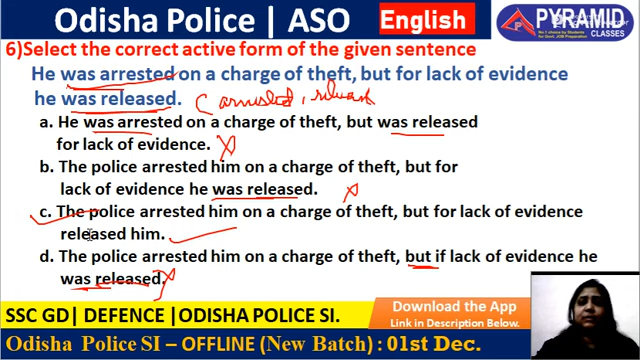 Odisha Police | ASO English PYRAMID
CLASSES
6)Select the correct active form of the given sentence
He was arrested on a charge of theft, but for lack of evidence
he was released. ( arrested, released
a. He was arrested on a charge of theft, but was released
for lack of evidence.
b. The police arrested him on a charge of theft, but for
lack of evidence he was released.
c. The police arrested him on a charge of theft, but for lack of evidence
released him.
d. The police arrested him on a charge of theft, but if lack of evidence he
was released.
SSC GD| DEFENCE |ODISHA POLICE SI.
Download the App
Link in Description Below.
Odisha Police SI – OFFLINE (New Batch) : 01st Dec.